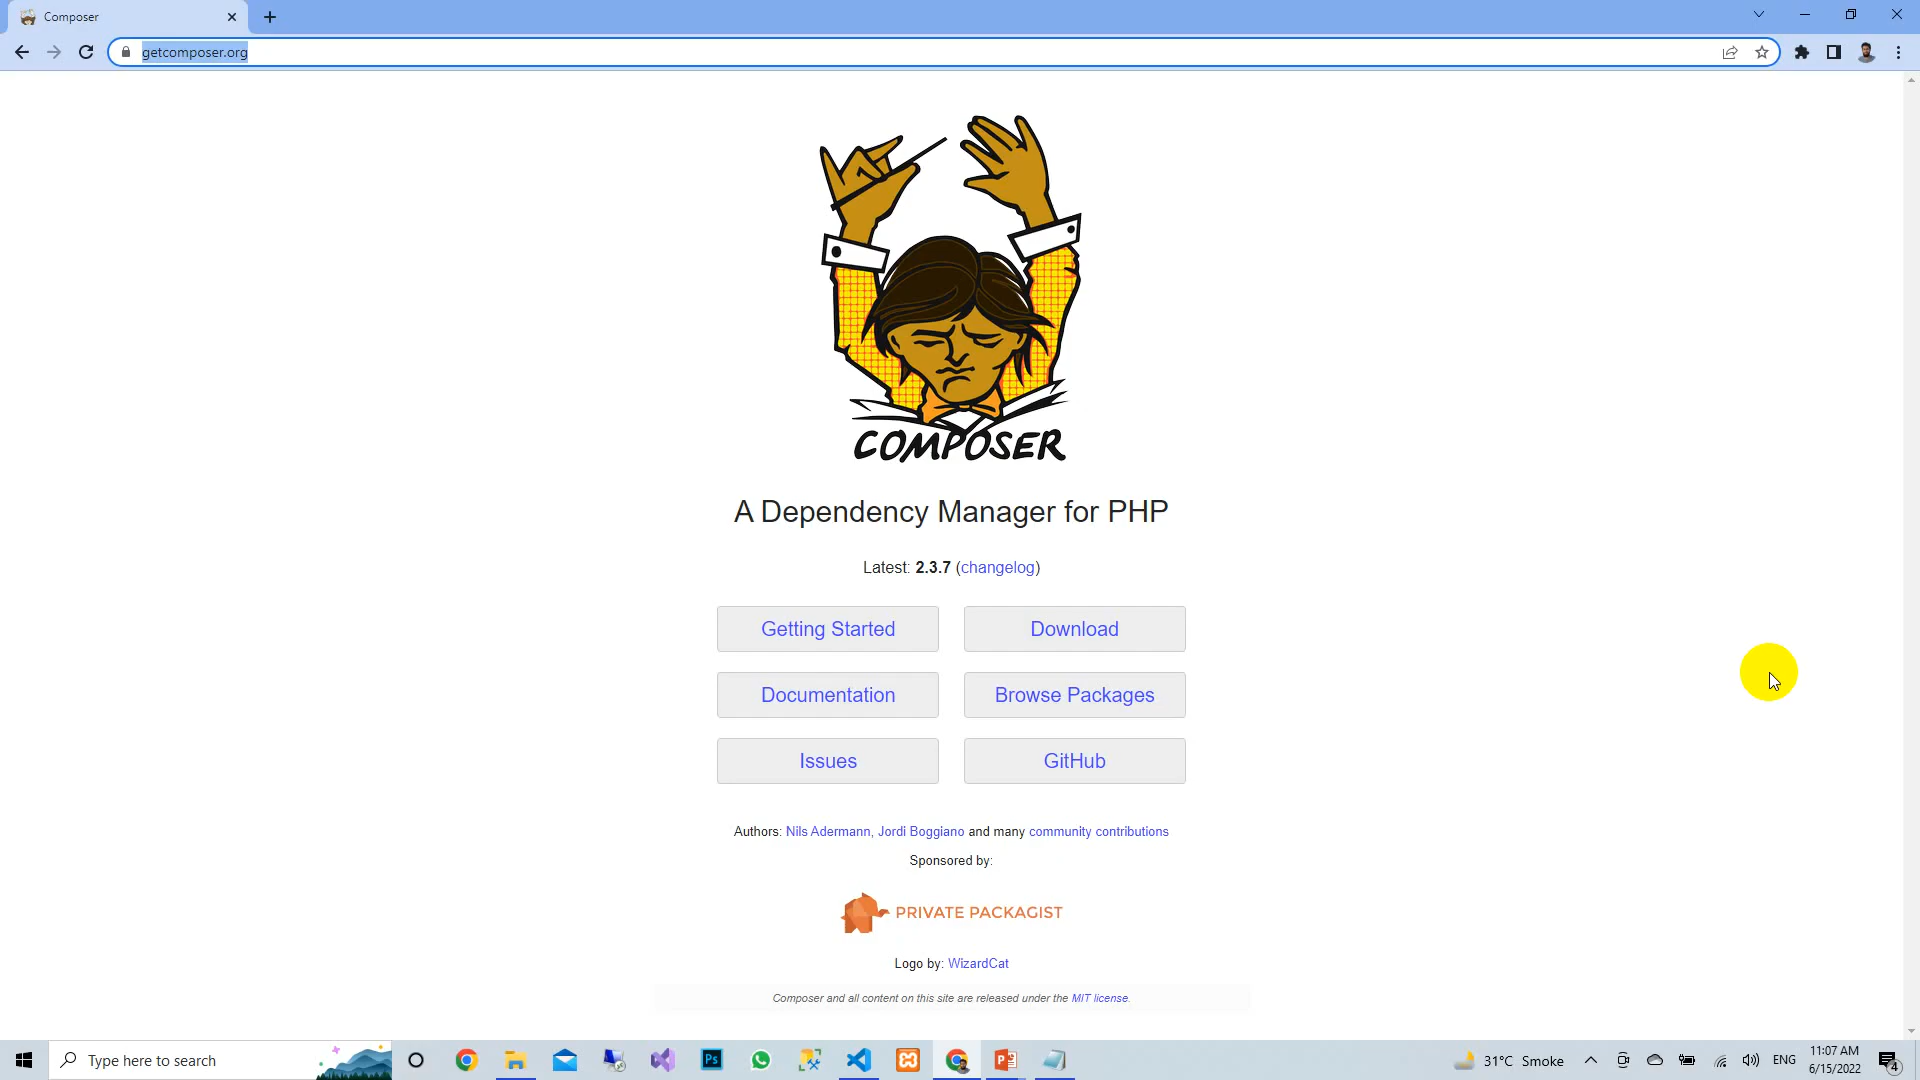 Composer
getcomposer.org
COMPOSER
A Dependency Manager for PHP
Latest: 2.3.7 (changelog)
Getting Started
Download
Documentation
Browse Packages
Issues
GitHub
Authors: Nils Adermann, Jordi Boggiano and many community contributions
Sponsored by:
PRIVATE PACKAGIST
Logo by: WizardCat
Composer and all content on this site are released under the MIT license.
Type here to search
Ps
31°C Smoke
ENG
11:07 AM
6/15/2022
4